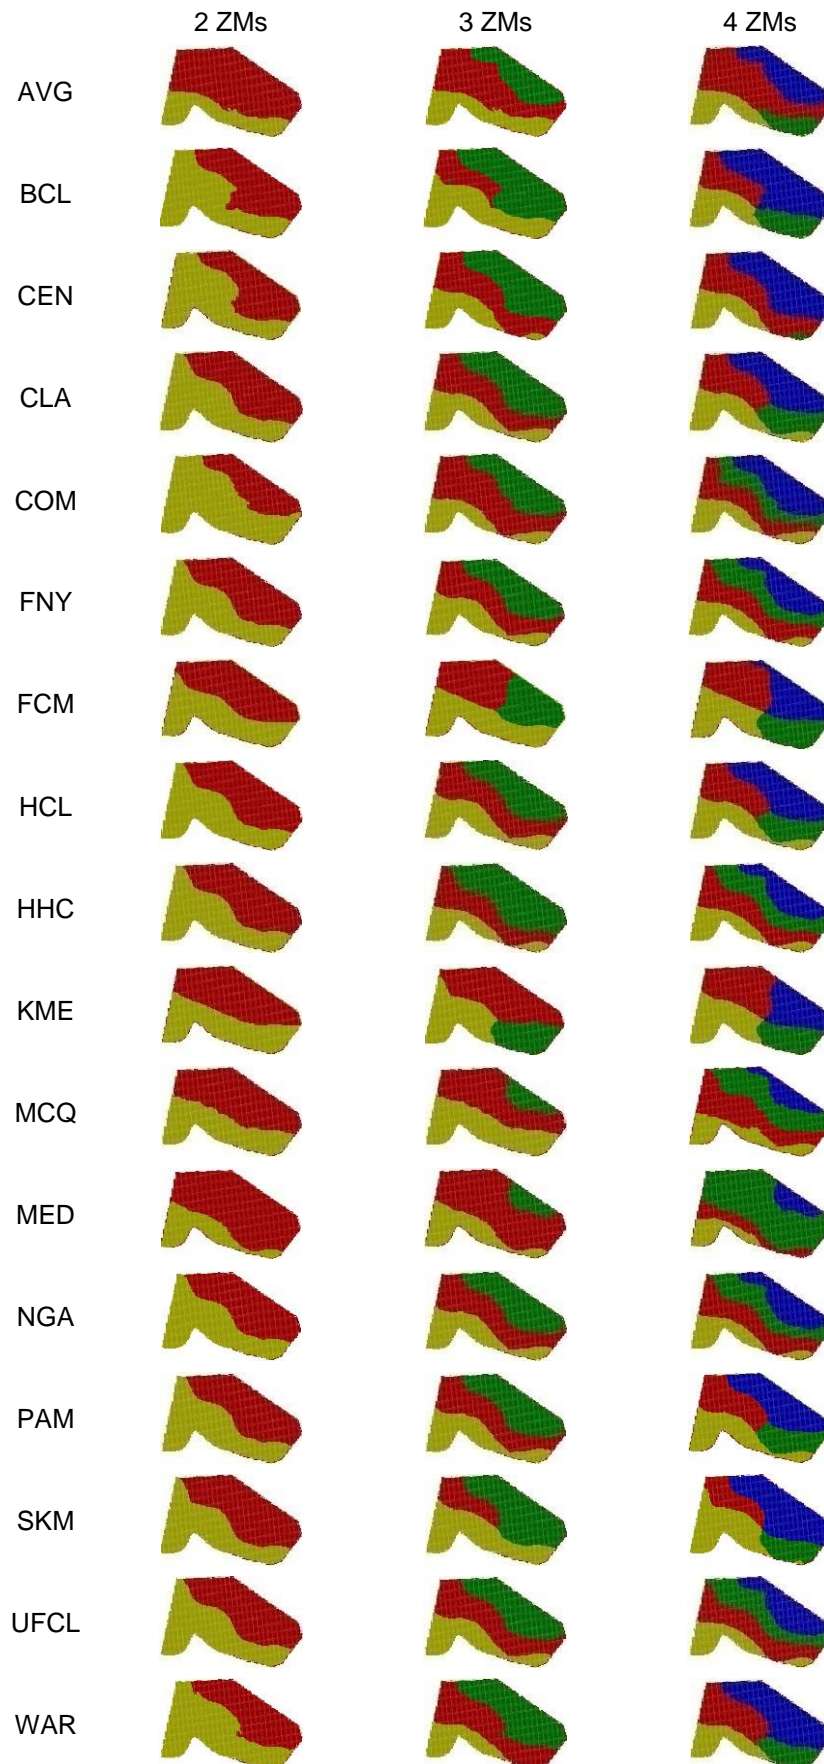 2 ZMs 3 ZMs 4 ZMs
AVG
BCL
CEN
CLA
COM
FNY
FCM
HCL
HHC
KME
MCQ
MED
NGA
PAM
SKM
UFCL
WAR